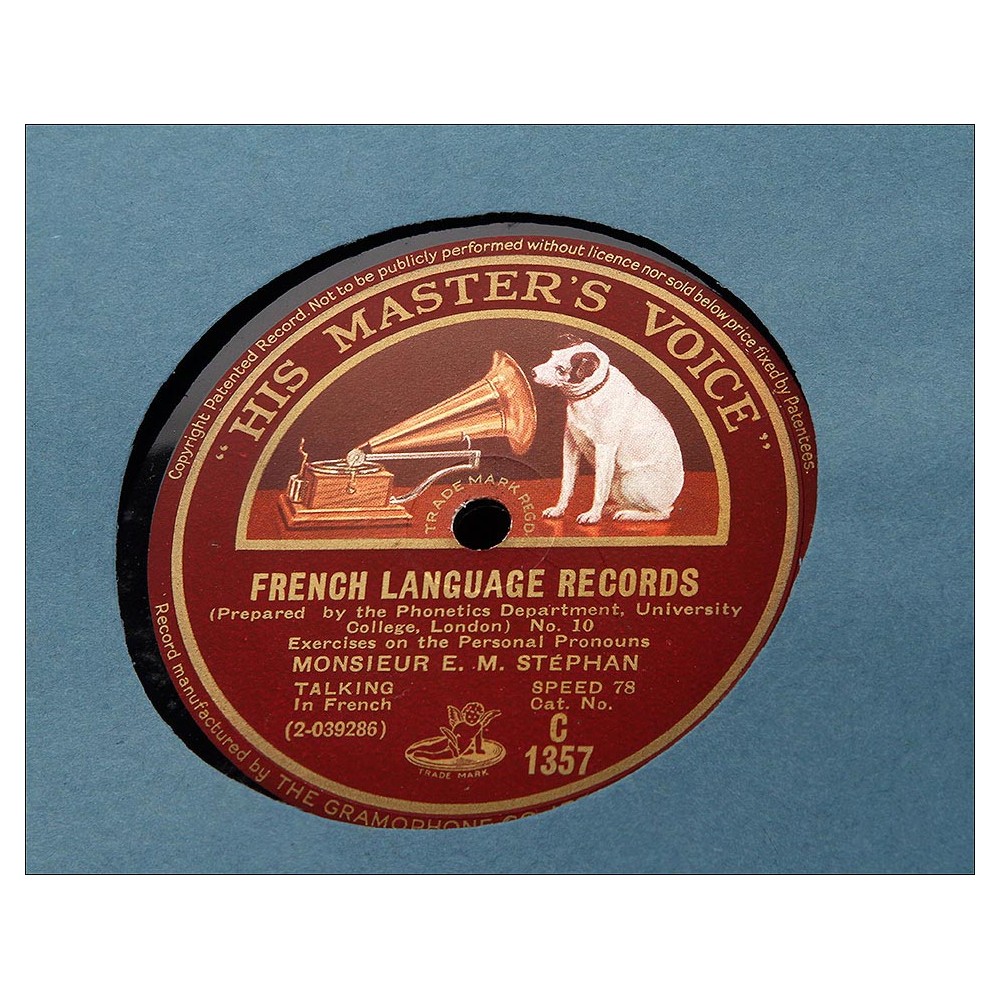 Copyright Patented Record. Not to be publicly performed without licence nor sold below price fixed by Patentees.
"HIS MASTER'S VOICE"
TRADE MARK REGD
FRENCH LANGUAGE RECORDS
(Prepared by the Phonetics Department, University
College, London) No. 10
Exercises on the Personal Pronouns
MONSIEUR E. M. STÉPHAN
TALKING
In French
(2-039286)
SPEED 78
Cat. No.
C
1357
TRADE MARK
Record manufactured by THE GRAMOPHONE